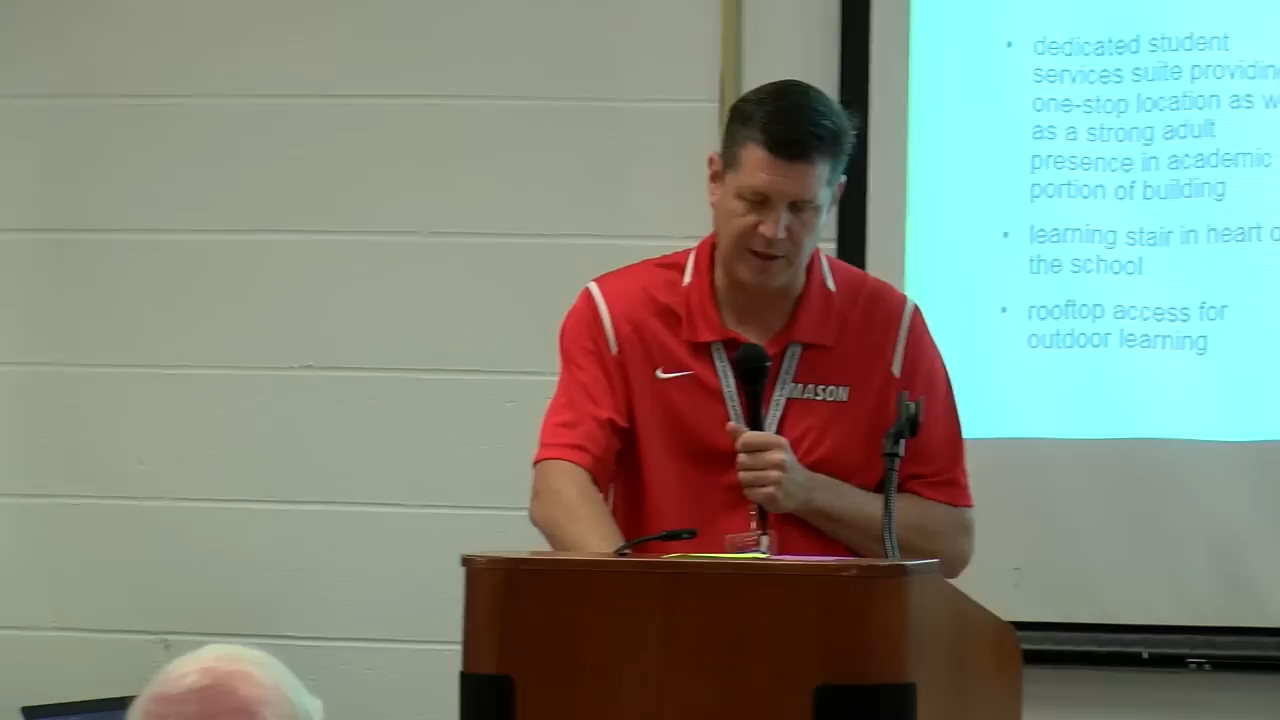 dedicated student
services suite providin
one-stop location as w
as a strong adult
presence in academic
portion of building
learning stair in heart o
the school
rooftop access for
outdoor learning
MASON